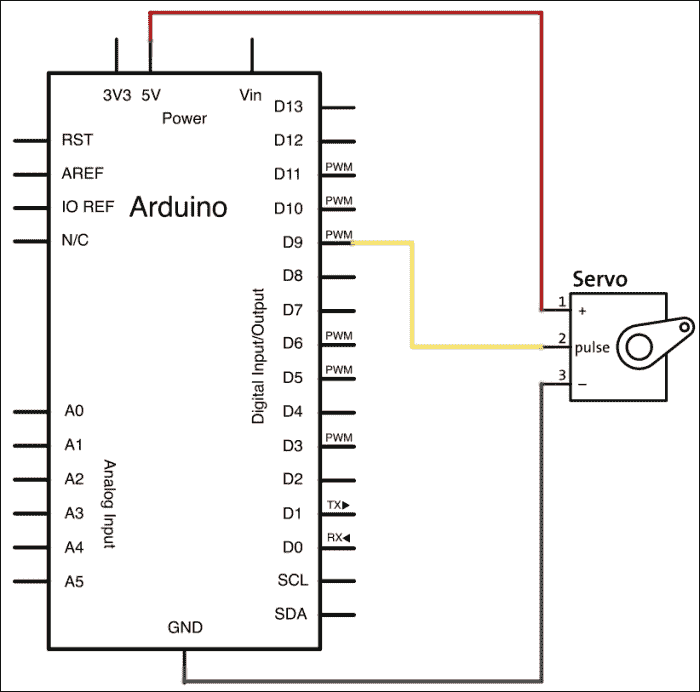 3V3 5V Vin
Power
RST
AREF
IO REF
N/C
Arduino
D13
D12
PWM
D11
PWM
D10
PWM
D9
D8
D7
PWM
D6
PWM
D5
D4
PWM
D3
D2
TX▶
D1
RX◀
D0
SCL
SDA
Digital Input/Output
A0
A1
A2
A3
A4
A5
Analog Input
GND
Servo
1 +
2 pulse
3 –